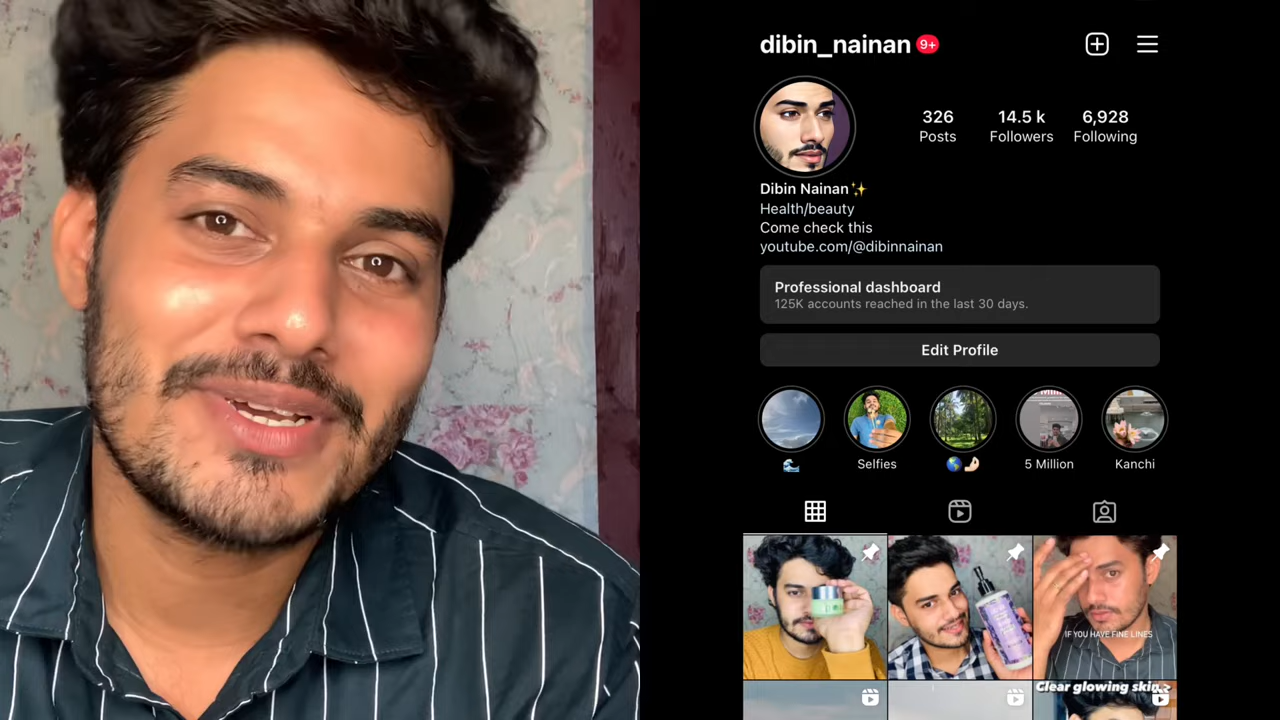 dibin_nainan 9+
326 14.5 k 6,928
Posts Followers Following
Dibin Nainan✨
Health/beauty
Come check this
youtube.com/@dibinnainan
Professional dashboard
125K accounts reached in the last 30 days.
Edit Profile
🌊 Selfies 🌎🤌🏻 5 Million Kanchi
IF YOU HAVE FINE LINES
Clear glowing skin